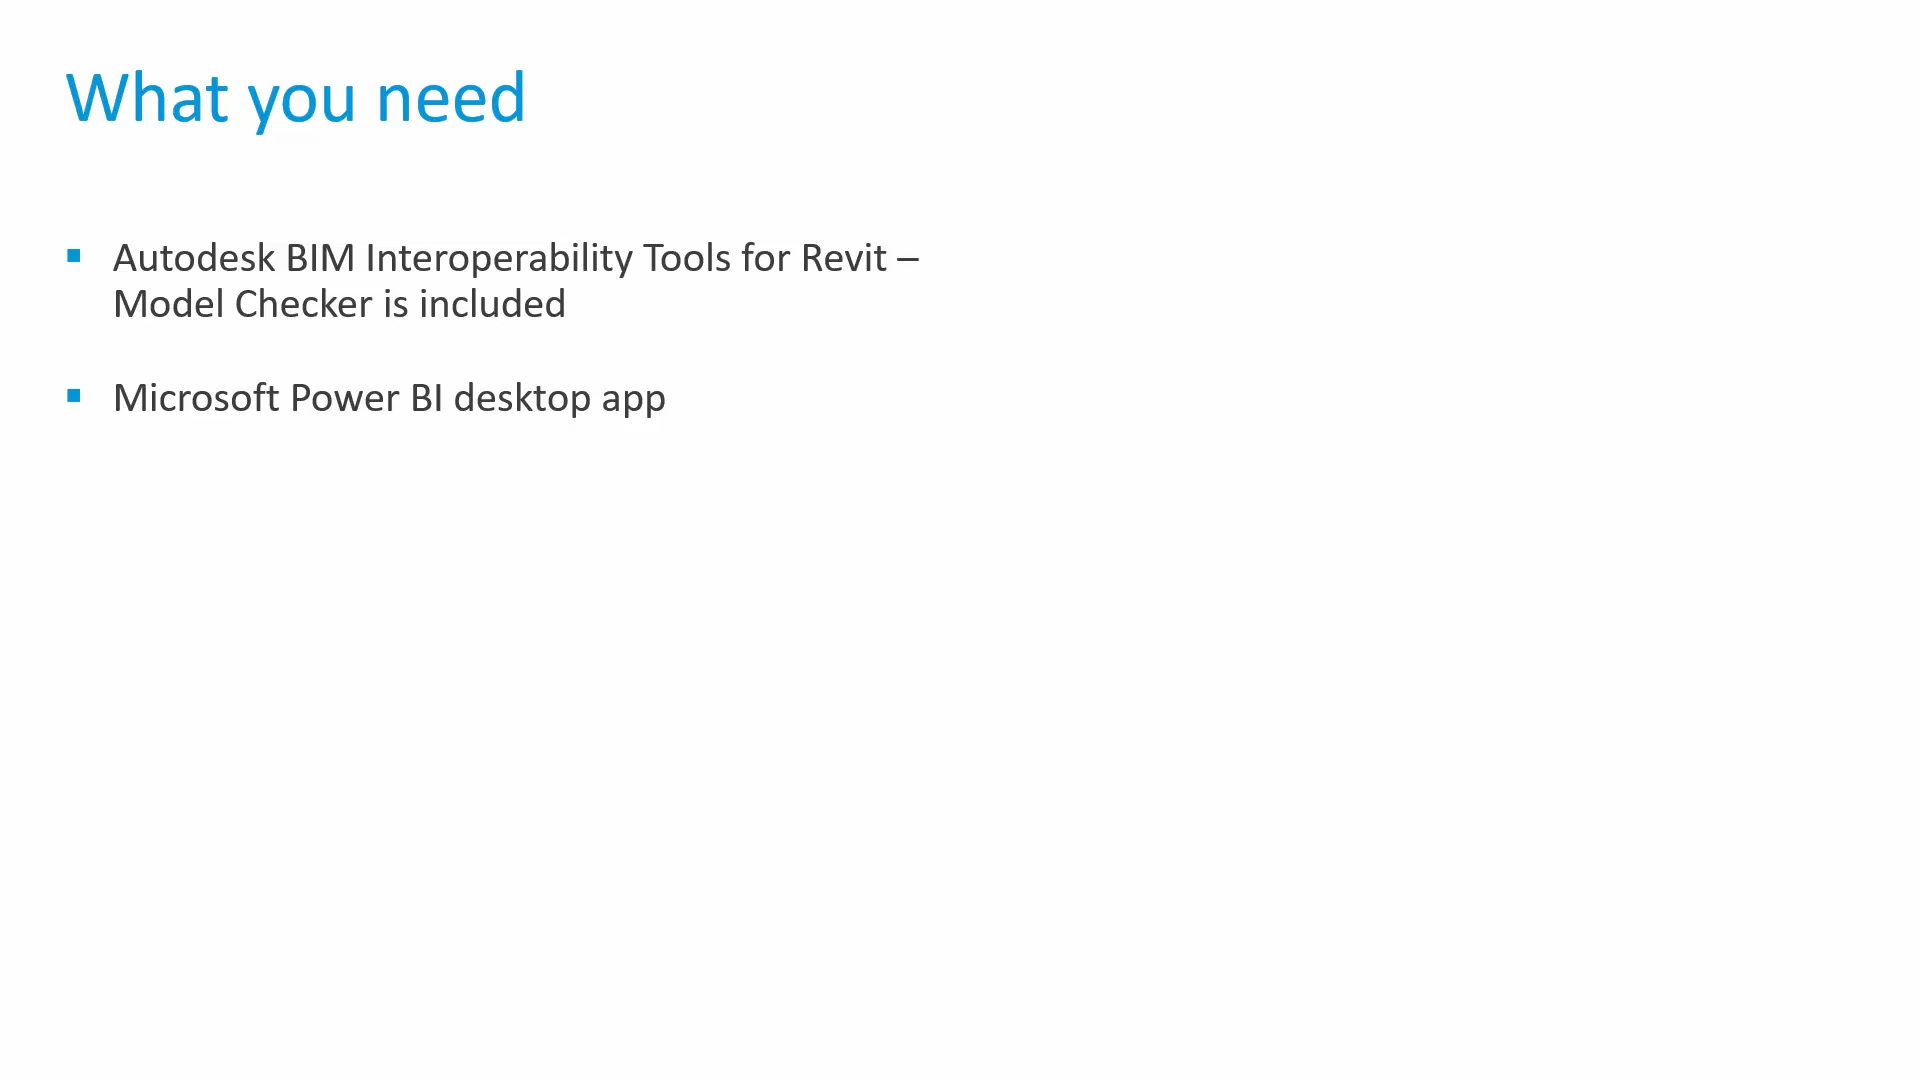 What you need
▪ Autodesk BIM Interoperability Tools for Revit –
Model Checker is included
▪ Microsoft Power BI desktop app